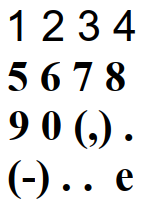 1 2 3 4
5 6 7 8
9 0 (,) .
(-) . . e